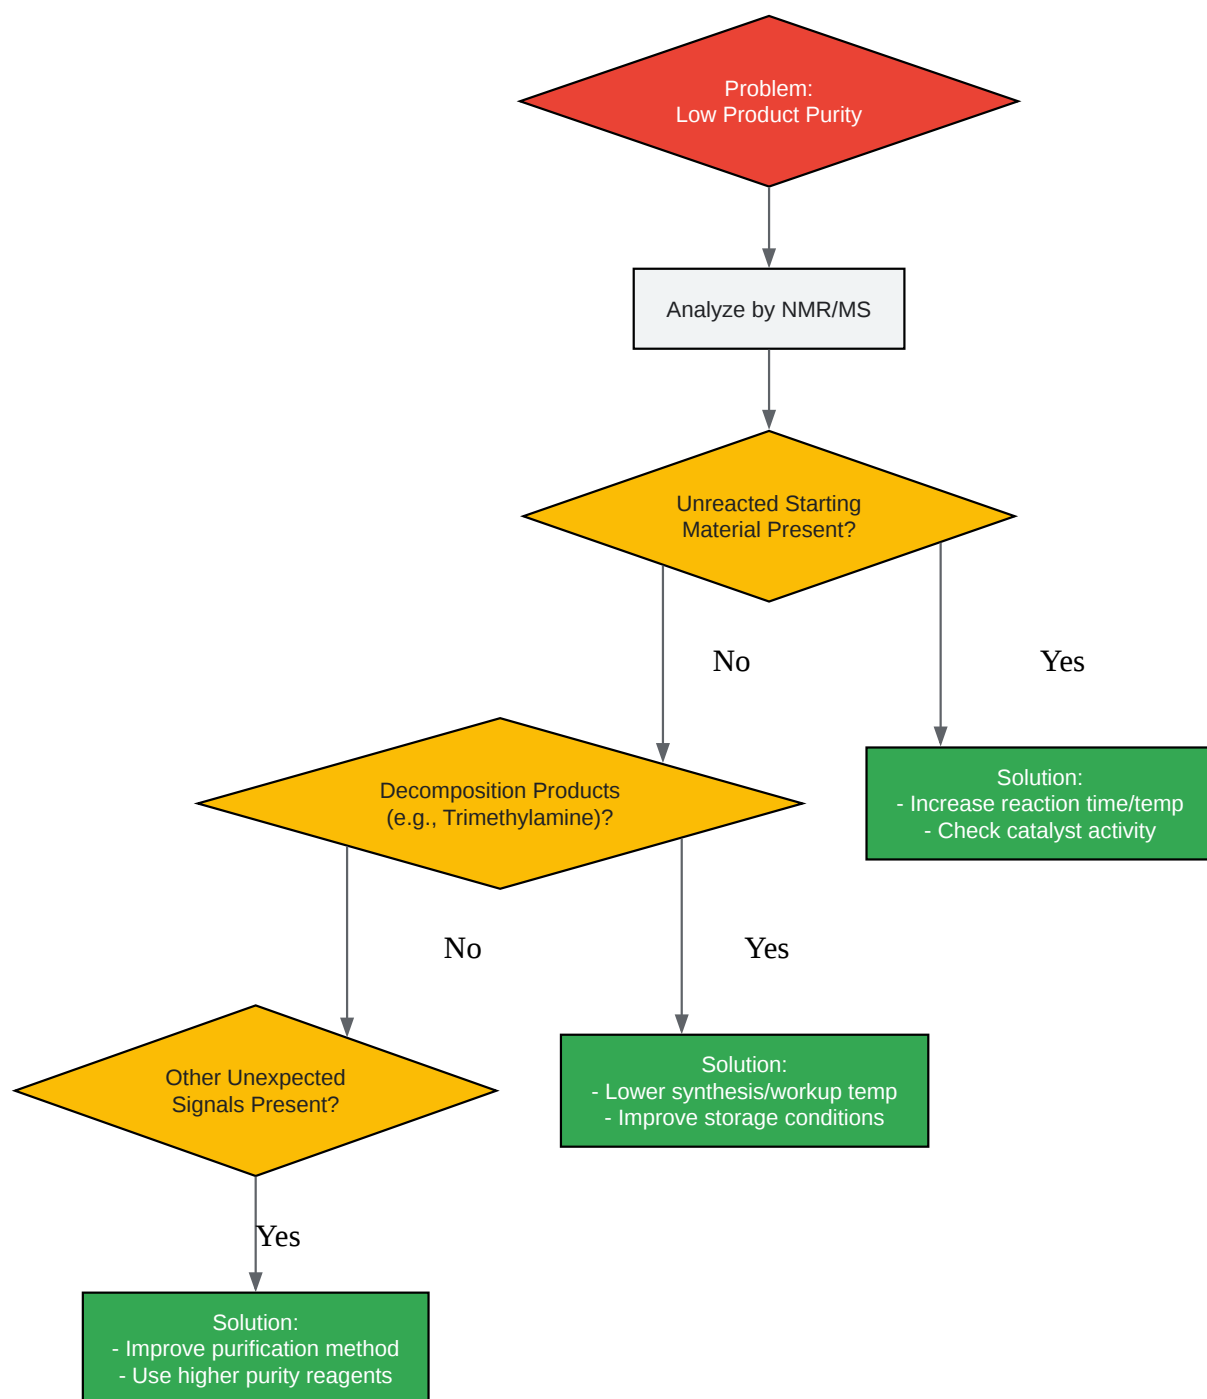 Problem:
Low Product Purity
Analyze by NMR/MS
Unreacted Starting
Material Present?
No
Yes
Decomposition Products
(e.g., Trimethylamine)?
Solution:
- Increase reaction time/temp
- Check catalyst activity
No
Yes
Other Unexpected
Signals Present?
Solution:
- Lower synthesis/workup temp
- Improve storage conditions
Yes
Solution:
- Improve purification method
- Use higher purity reagents